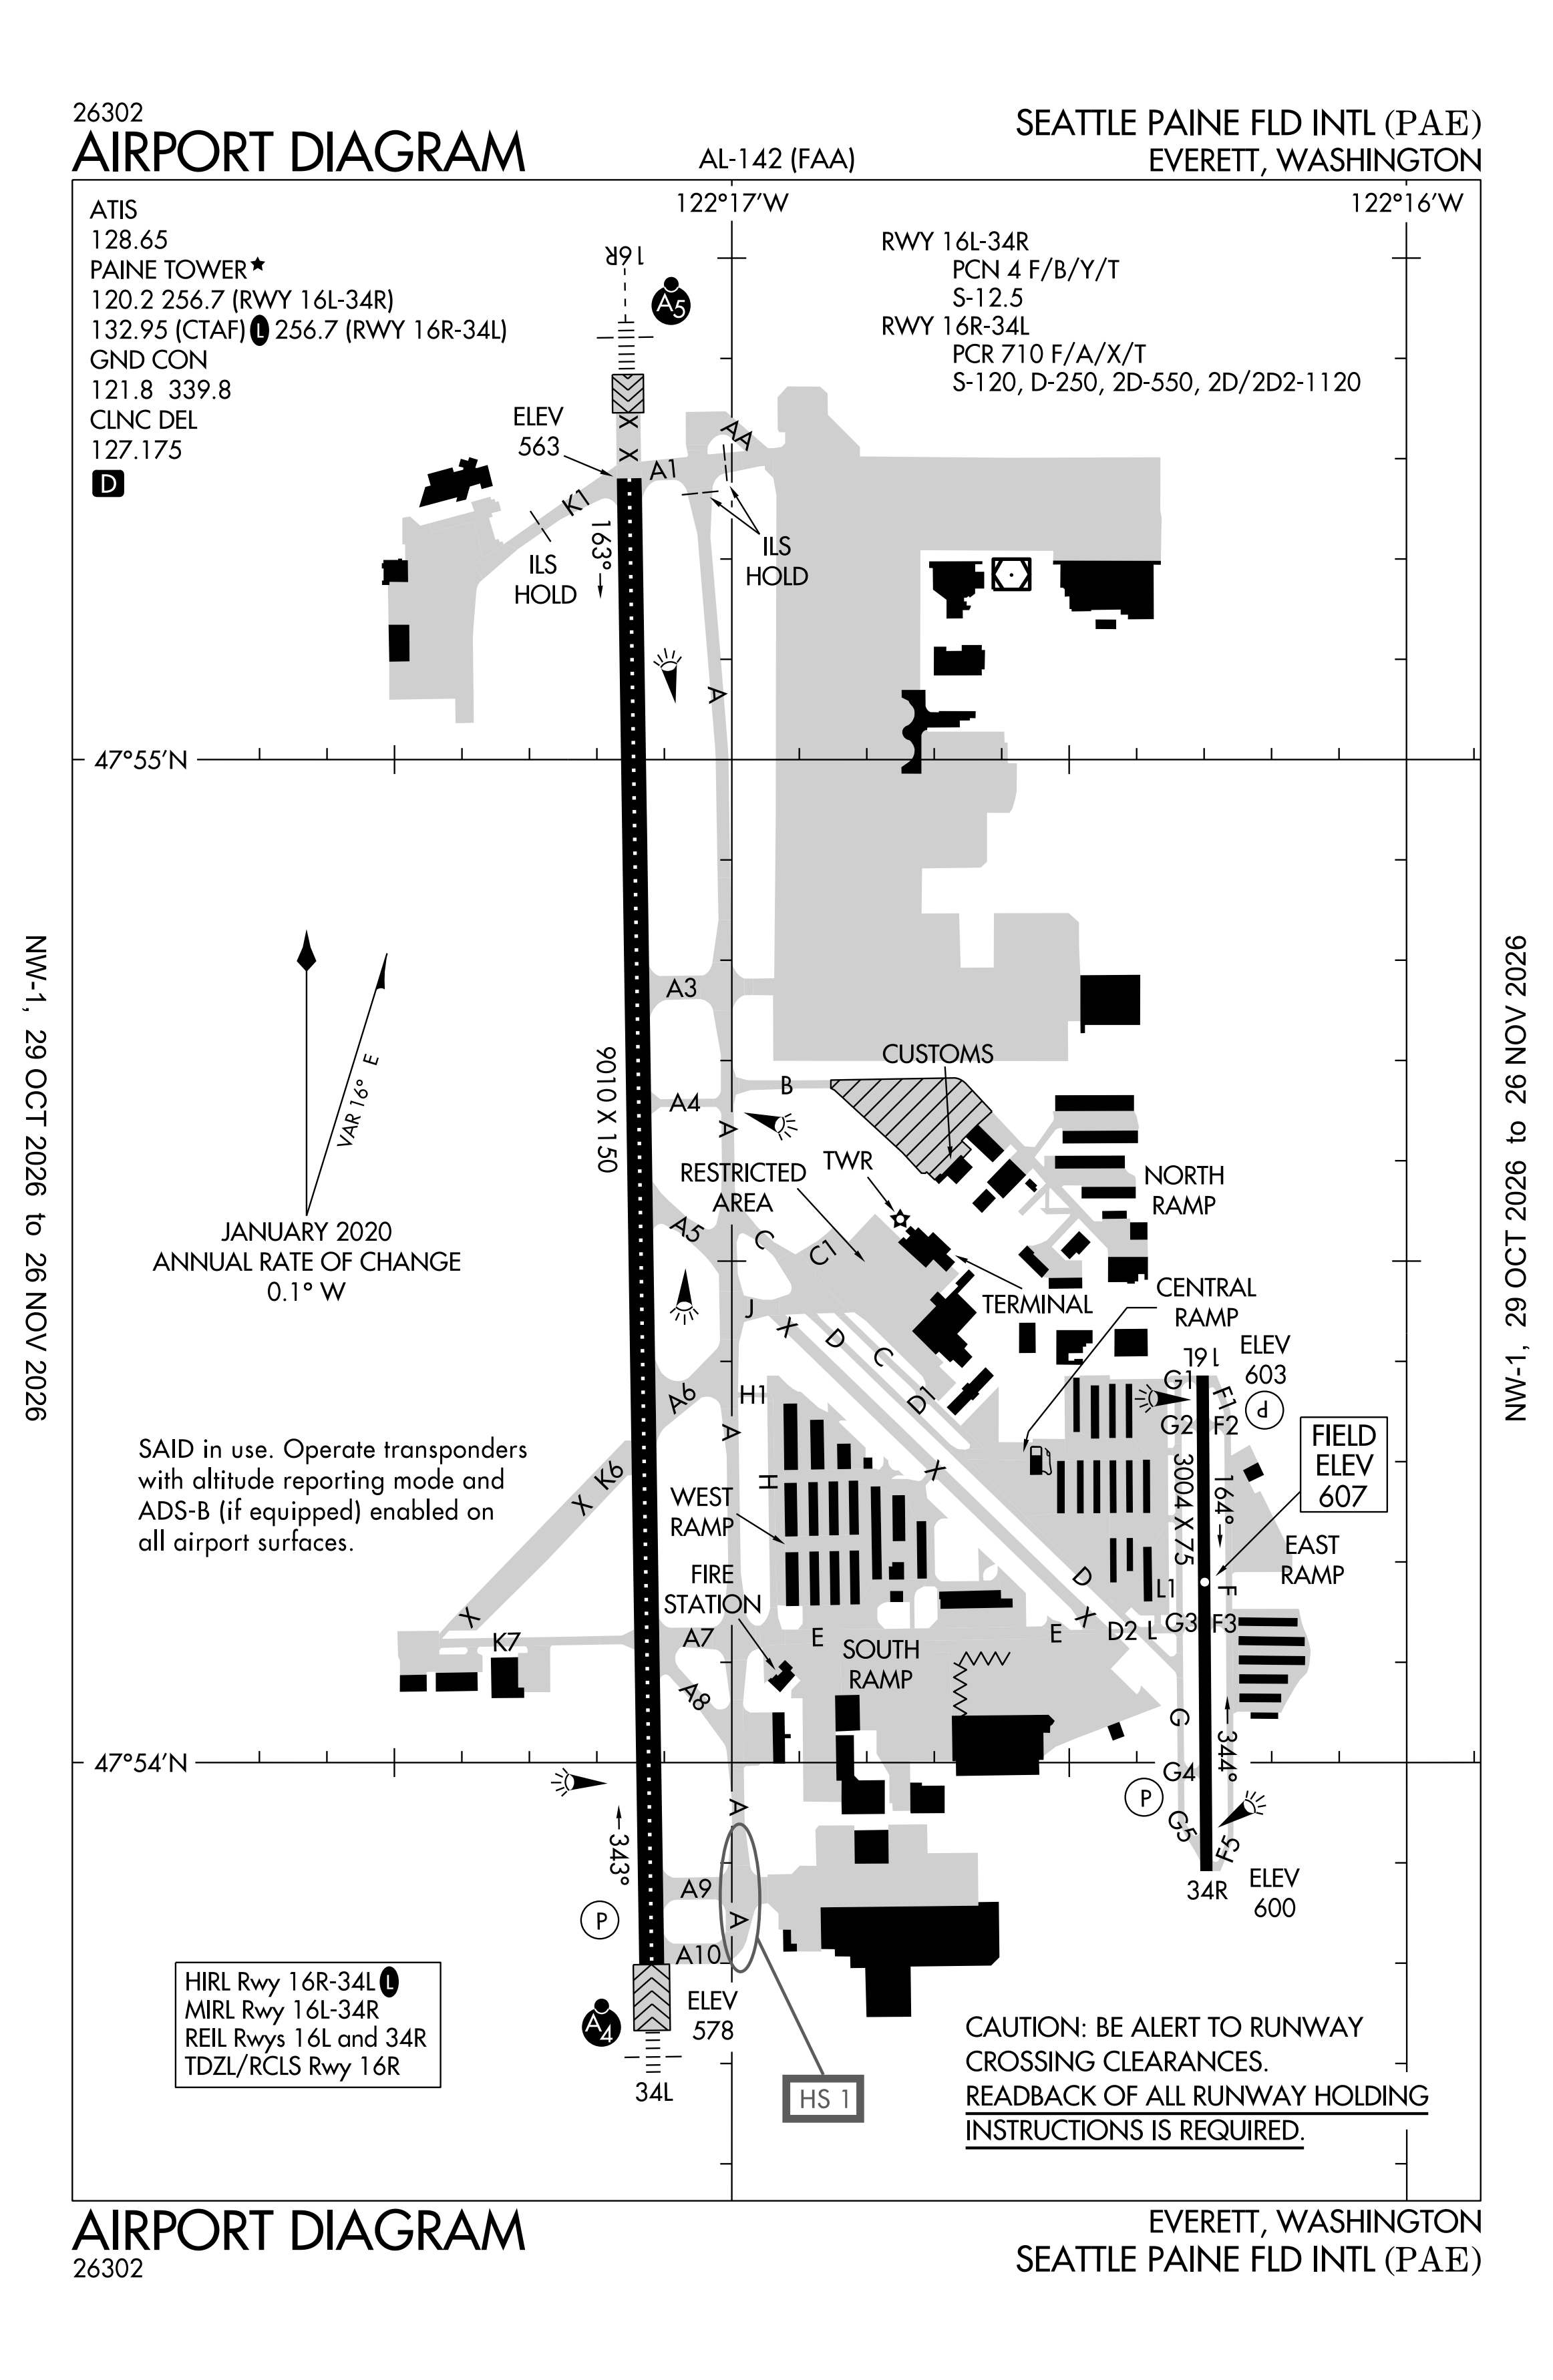 26302
AIRPORT DIAGRAM
AL-142 (FAA)
SEATTLE PAINE FLD INTL (PAE)
EVERETT, WASHINGTON
122°17'W
122°16'W
ATIS
128.65
PAINE TOWER★
120.2 256.7 (RWY 16L-34R)
132.95 (CTAF) L 256.7 (RWY 16R-34L)
GND CON
121.8 339.8
CLNC DEL
127.175
D
RWY 16L-34R
PCN 4 F/B/Y/T
S-12.5
RWY 16R-34L
PCR 710 F/A/X/T
S-120, D-250, 2D-550, 2D/2D2-1120
16R
A5
X
X
ELEV
563
AA
A1
K1
163°
ILS
HOLD
ILS
HOLD
A
47°55'N
A3
VAR 16° E
JANUARY 2020
ANNUAL RATE OF CHANGE
0.1° W
9010 X 150
CUSTOMS
B
A4
A
RESTRICTED
AREA
TWR
NORTH
RAMP
A5
C
C1
J
X
D
C
TERMINAL
CENTRAL
RAMP
ELEV
603
16L
G1
F1
P
G2
F2
FIELD
ELEV
607
A6
H1
A
D1
H
X
K6
X
SAID in use. Operate transponders
with altitude reporting mode and
ADS-B (if equipped) enabled on
all airport surfaces.
WEST
RAMP
3004 X 75
164°
EAST
RAMP
FIRE
STATION
D
X
L1
F
X
K7
A7
E
SOUTH
RAMP
E
D2
L
G3
F3
A8
G
344°
47°54'N
G4
P
G5
F5
34R
ELEV
600
343°
A
A9
A
P
A10
HIRL Rwy 16R-34L L
MIRL Rwy 16L-34R
REIL Rwys 16L and 34R
TDZL/RCLS Rwy 16R
A4
ELEV
578
34L
HS 1
CAUTION: BE ALERT TO RUNWAY
CROSSING CLEARANCES.
READBACK OF ALL RUNWAY HOLDING
INSTRUCTIONS IS REQUIRED.
NW-1, 29 OCT 2026 to 26 NOV 2026
NW-1, 29 OCT 2026 to 26 NOV 2026
AIRPORT DIAGRAM
26302
EVERETT, WASHINGTON
SEATTLE PAINE FLD INTL (PAE)